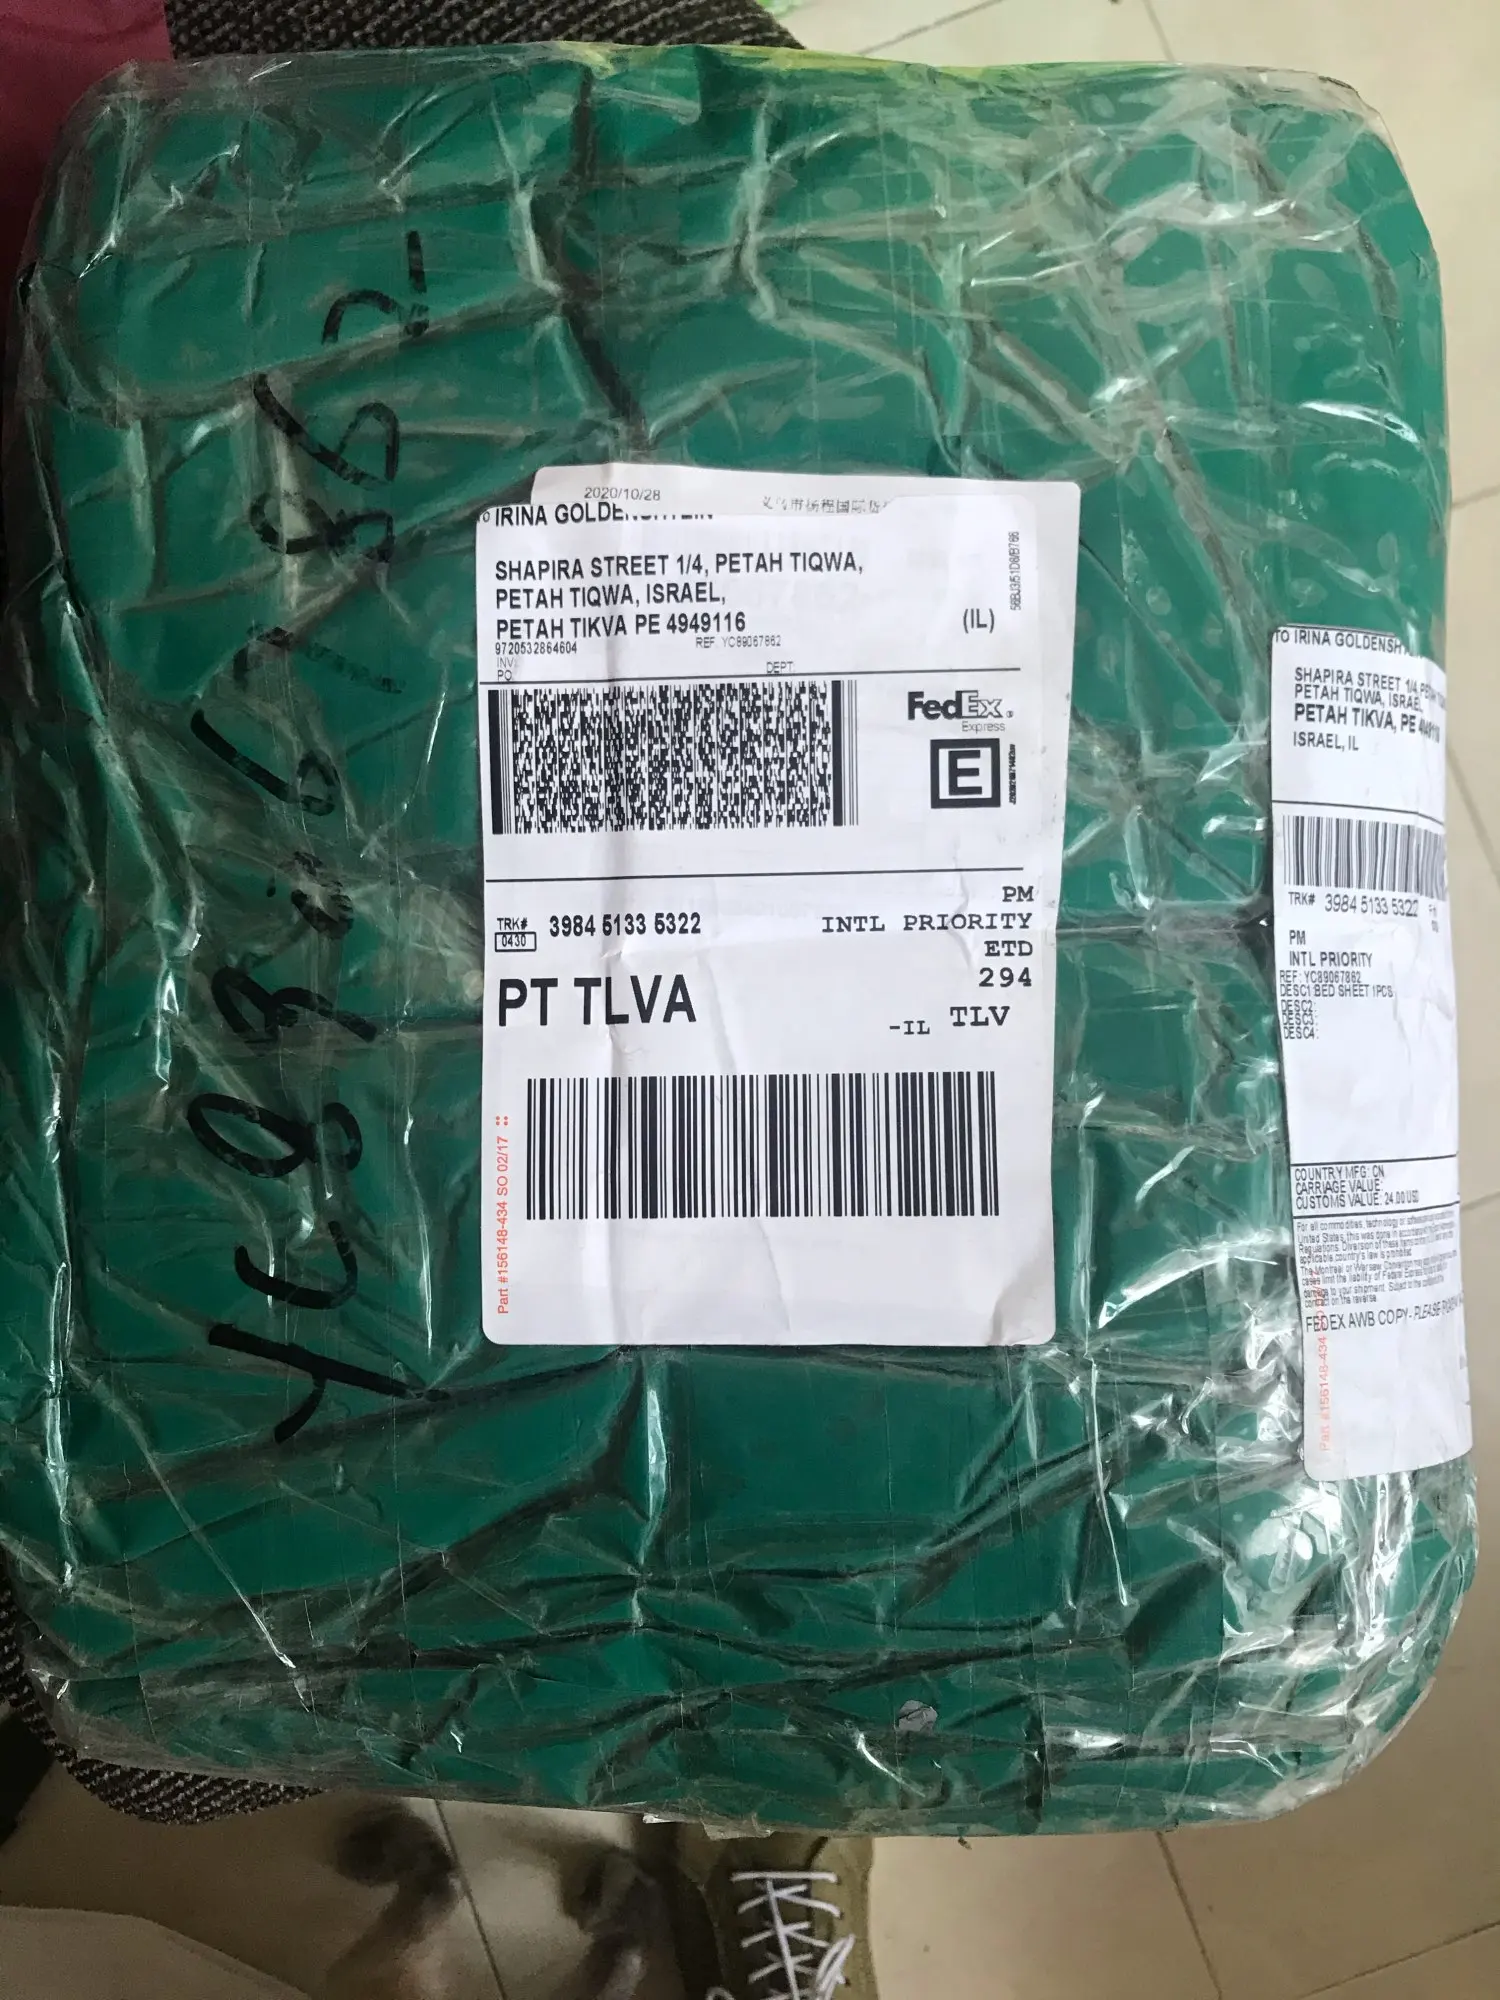 2020/10/28
TO IRINA GOLDENSHTEIN
SHAPIRA STREET 1/4, PETAH TIQWA,
PETAH TIQWA, ISRAEL,
PETAH TIKVA PE 4949116
(IL)
9720532864604
REF: YC89067862
INV:
PO:
DEPT:
FedEx
Express
E
TRK# 3984 5133 5322
0430
PM
INTL PRIORITY
ETD
294
PT TLVA
-IL TLV
Part #156148-434 SO 02/17
YC89067862-1
TO IRINA GOLDENSH
SHAPIRA STREET 1/4,
PETAH TIQWA, ISRAEL
PETAH TIKVA, PE
ISRAEL, IL
TRK# 3984 5133 5322
PM
INTL PRIORITY
REF: YC89067862
DESC1:BED SHEET 1PCS
DESC2:
DESC3:
DESC4:
COUNTRY MFG: CN
CARRIAGE VALUE:
CUSTOMS VALUE: 24.00 USD
FEDEX AWB COPY - PLEASE
Part #156148-434